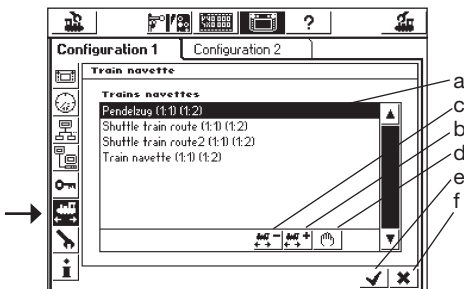 ?
Configuration 1 Configuration 2
Train navette
Trains navettes
Pendelzug (1:1) (1:2)
Shuttle train route (1:1) (1:2)
Shuttle train route2 (1:1) (1:2)
Train navette (1:1) (1:2)
i
a
c
b
d
e
f